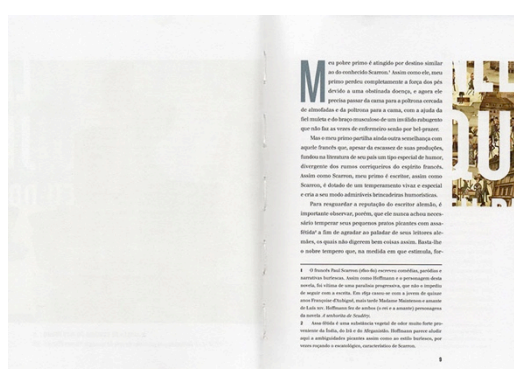 Meu pobre primo é atingido por destino similar
ao do conhecido Scarron.¹ Assim como ele, meu
primo perdeu completamente a força dos pés
devido a uma obstinada doença, e agora ele
precisa passar da cama para a poltrona cercada
de almofadas e da poltrona para a cama, com a ajuda da
fiel muleta e do braço musculoso de um inválido rabugento
que não faz as vezes de enfermeiro senão por bel-prazer.
Mas o meu primo partilha ainda outra semelhança com
aquele francês que, apesar da escassez de suas produções,
fundou na literatura de seu país um tipo especial de humor,
divergente dos rumos corriqueiros do espírito francês.
Assim como Scarron, meu primo é escritor, assim como
Scarron, é dotado de um temperamento vivaz e especial
e cria a seu modo admiráveis brincadeiras humorísticas.
Para resguardar a reputação do escritor alemão, é
importante observar, porém, que ele nunca achou neces-
sário temperar seus pequenos pratos picantes com assa-
fétida² a fim de agradar ao paladar de seus leitores ale-
mães, os quais não digerem bem coisas assim. Basta-lhe
o nobre tempero que, na medida em que estimula, for-
1 O francês Paul Scarron escreveu comédias, paródias e
narrativas burlescas. Assim como Hoffmann e o personagem desta
novela, foi vítima de uma paralisia progressiva, que não o impediu
de seguir com a escrita. Em casou-se com a jovem de quinze
anos Françoise d'Aubigné, mais tarde Madame Maintenon e amante
de Luís Hoffmann fez de ambos (o rei e a amante) personagens
da novela A senhorita de Scudéry.
2 Assa fétida é uma substância vegetal de odor muito forte pro-
veniente da Índia, do Irã e do Afeganistão. Hoffmann parece aludir
aqui a ambiguidades picantes assim como ao estilo burlesco, por
vezes roçando o escatológico, característico de Scarron.
9